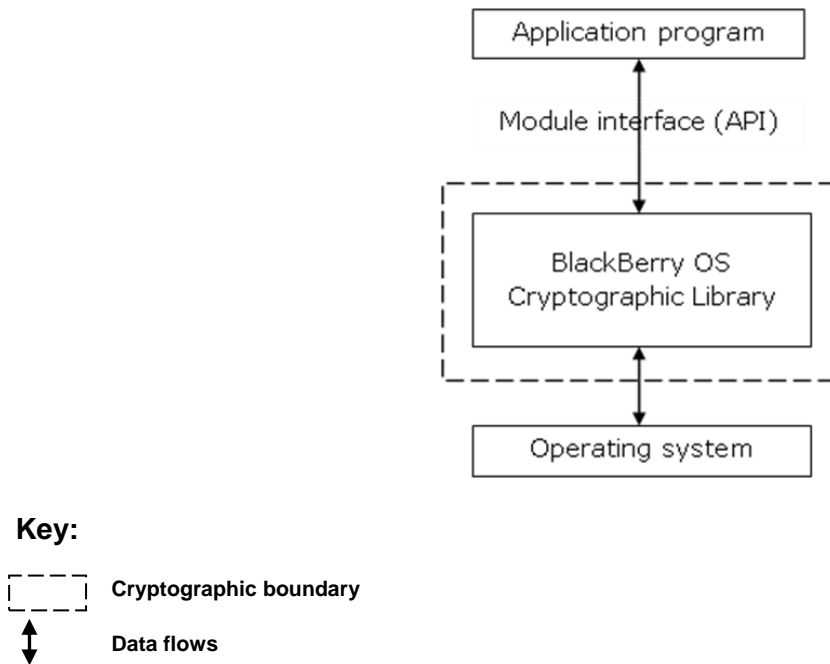 Application program
Module interface (API)
BlackBerry OS
Cryptographic Library
Operating system
Key:
Cryptographic boundary
Data flows